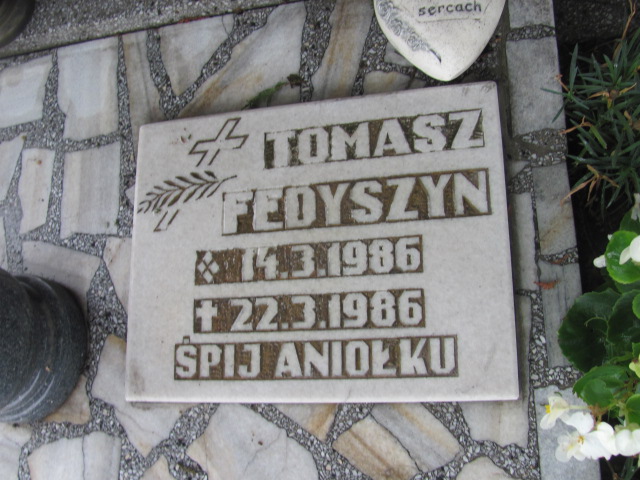 sercach
TOMASZ
FEDYSZYN
14.3.1986
✝ 22.3.1986
ŚPIJ ANIOŁKU